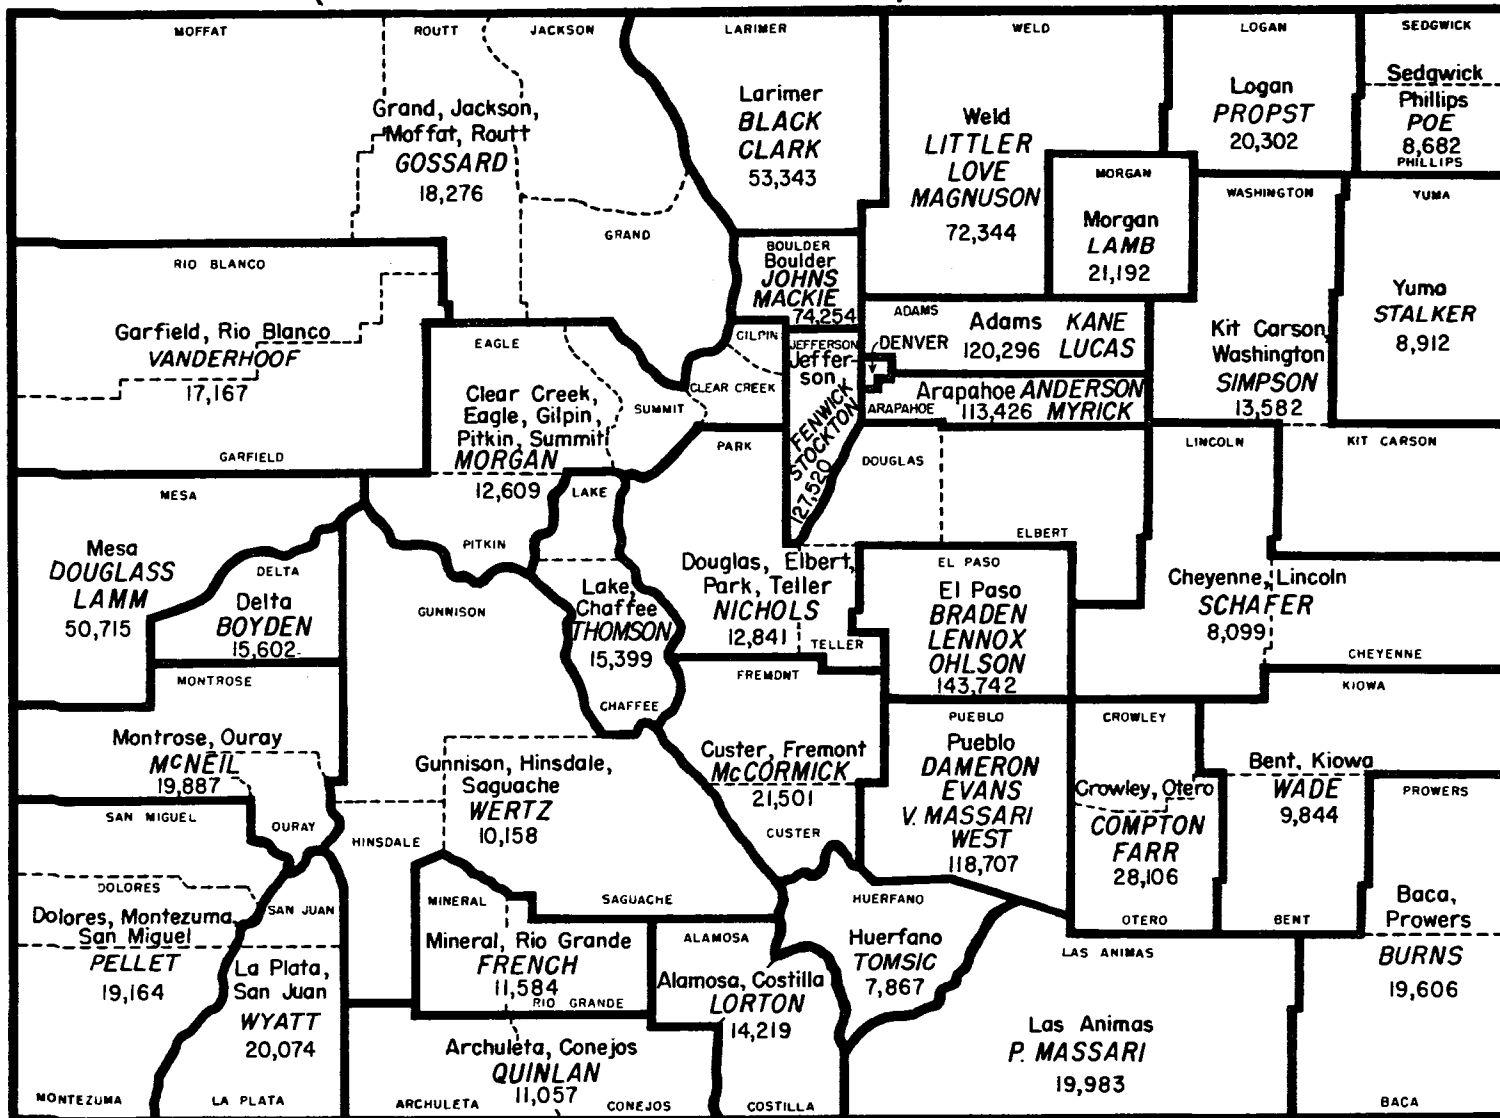 MOFFAT
ROUTT
JACKSON
LARIMER
WELD
LOGAN
SEDGWICK
Grand, Jackson,
Moffat, Routt
GOSSARD
18,276
Larimer
BLACK
CLARK
53,343
Weld
LITTLER
LOVE
MAGNUSON
72,344
Logan
PROPST
20,302
Sedgwick
Phillips
POE
8,682
PHILLIPS
MORGAN
Morgan
LAMB
21,192
WASHINGTON
YUMA
GRAND
RIO BLANCO
BOULDER
Boulder
JOHNS
MACKIE
74,254
Garfield, Rio Blanco
VANDERHOOF
17,167
GARFIELD
EAGLE
Clear Creek,
Eagle, Gilpin,
Pitkin, Summit
MORGAN
12,609
SUMMIT
GILPIN
CLEAR CREEK
JEFFERSON
Jeffer-
son
FENWICK
STOCKTON
127,520
ADAMS
DENVER
Adams KANE
120,296 LUCAS
Arapahoe ANDERSON
113,426 MYRICK
ARAPAHOE
Kit Carson,
Washington
SIMPSON
13,582
Yuma
STALKER
8,912
PARK
DOUGLAS
LINCOLN
KIT CARSON
MESA
Mesa
DOUGLASS
LAMM
50,715
DELTA
Delta
BOYDEN
15,602
PITKIN
LAKE
GUNNISON
Lake,
Chaffee
THOMSON
15,399
CHAFFEE
Douglas, Elbert,
Park, Teller
NICHOLS
12,841
TELLER
ELBERT
EL PASO
El Paso
BRADEN
LENNOX
OHLSON
143,742
Cheyenne, Lincoln
SCHAFER
8,099
CHEYENNE
KIOWA
MONTROSE
Montrose, Ouray
McNEIL
19,887
SAN MIGUEL
OURAY
HINSDALE
Gunnison, Hinsdale,
Saguache
WERTZ
10,158
SAGUACHE
FREMONT
Custer, Fremont
McCORMICK
21,501
CUSTER
PUEBLO
Pueblo
DAMERON
EVANS
V. MASSARI
WEST
118,707
CROWLEY
Crowley, Otero
COMPTON
FARR
28,106
OTERO
Bent, Kiowa
WADE
9,844
BENT
PROWERS
Baca,
Prowers
BURNS
19,606
BACA
DOLORES
Dolores, Montezuma,
San Miguel
PELLET
19,164
MONTEZUMA
SAN JUAN
La Plata,
San Juan
WYATT
20,074
LA PLATA
MINERAL
Mineral, Rio Grande
FRENCH
11,584
RIO GRANDE
Archuleta, Conejos
QUINLAN
11,057
ARCHULETA
CONEJOS
ALAMOSA
Alamosa, Costilla
LORTON
14,219
COSTILLA
HUERFANO
Huerfano
TOMSIC
7,867
LAS ANIMAS
Las Animas
P. MASSARI
19,983